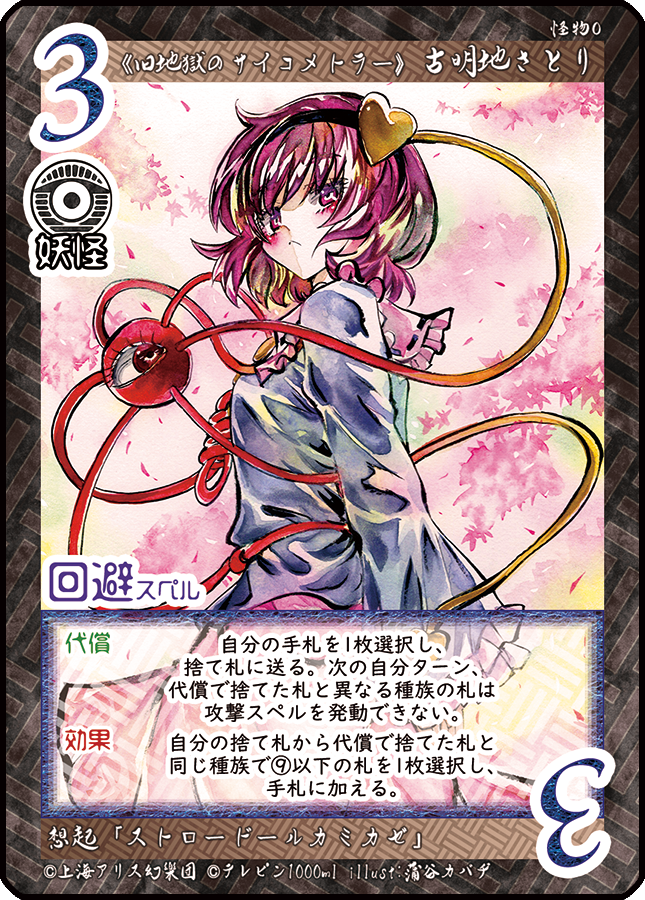 怪物0
3
《旧地獄のサイコメトラー》 古明地さとり
妖怪
回避スペル
代償
自分の手札を1枚選択し、
捨て札に送る。次の自分ターン、
代償で捨てた札と異なる種族の札は
攻撃スペルを発動できない。
効果
自分の捨て札から代償で捨てた札と
同じ種族で⑨以下の札を1枚選択し、
手札に加える。
3
想起「ストロードールカミカゼ」
©上海アリス幻樂団 ©テレピン1000ml illust:蒲谷カバヂ